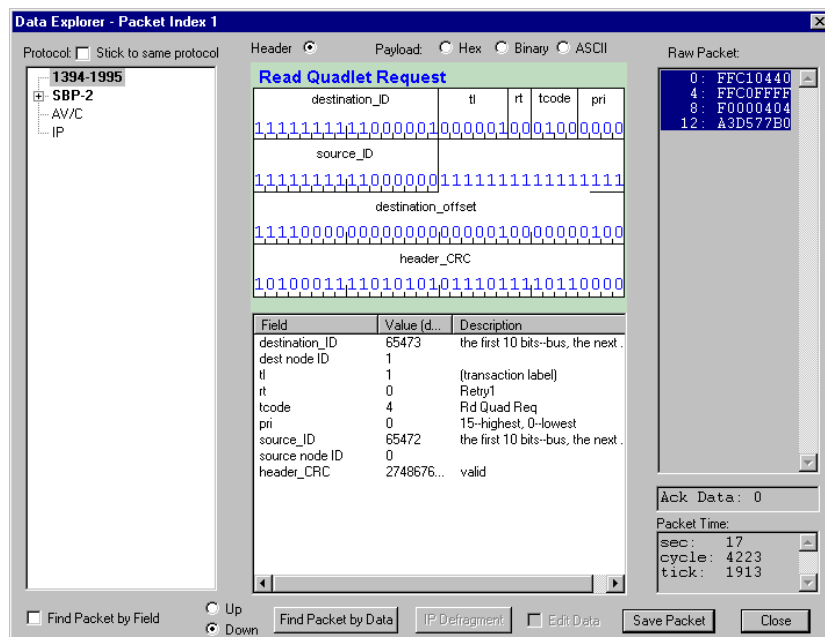 Data Explorer - Packet Index 1
Protocol: Stick to same protocol
1394-1995
SBP-2
AV/C
IP
Header Payload: Hex Binary ASCII
Read Quadlet Request
destination_ID tl rt tcode pri
11111111110000010000010001000000
source_ID
11111111110000001111111111111111
destination_offset
11110000000000000000010000000100
header_CRC
10100011110101010111011110110000
Field Value (d... Description
destination_ID 65473 the first 10 bits--bus, the next .
dest node ID 1
tl 1 (transaction label)
rt 0 Retry1
tcode 4 Rd Quad Req
pri 0 15--highest, 0--lowest
source_ID 65472 the first 10 bits--bus, the next .
source node ID 0
header_CRC 2748676... valid
Raw Packet:
0: FFC10440
4: FFC0FFFF
8: F0000404
12: A3D577B0
Ack Data: 0
Packet Time:
sec: 17
cycle: 4223
tick: 1913
Find Packet by Field
Up
Down
Find Packet by Data
IP Defragment
Edit Data
Save Packet
Close